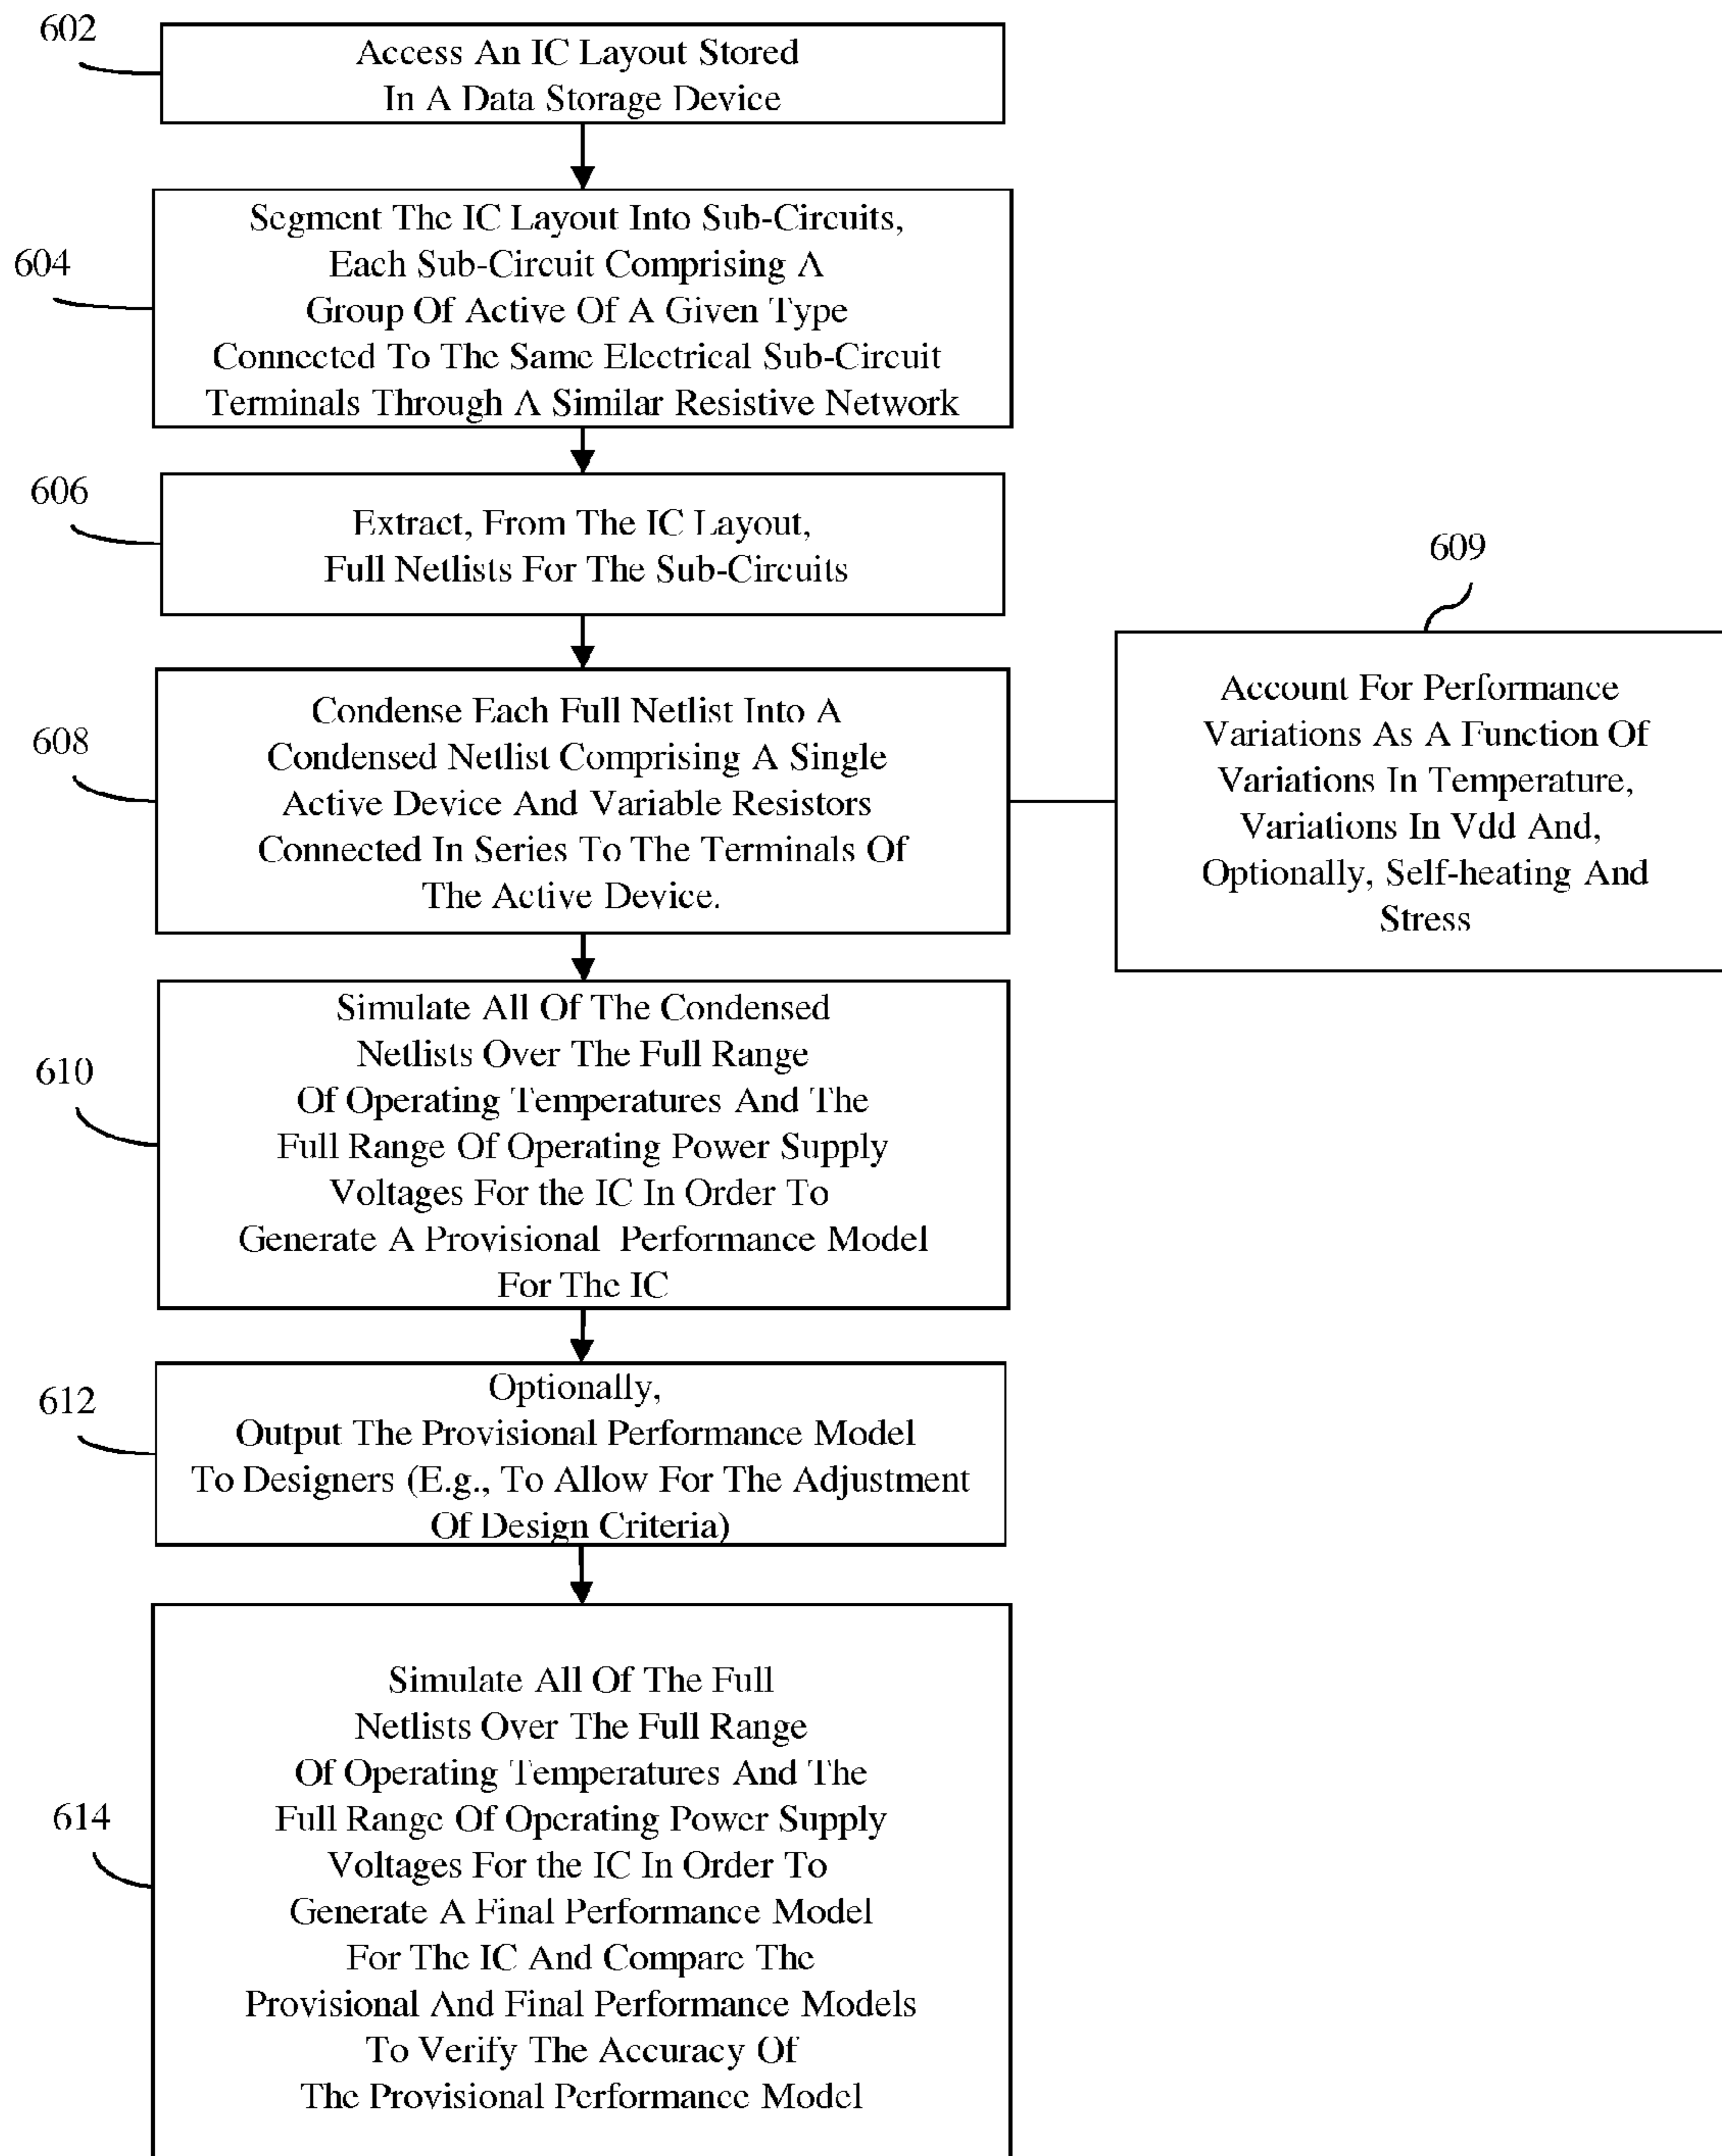 602
Access An IC Layout Stored
In A Data Storage Device
604
Segment The IC Layout Into Sub-Circuits,
Each Sub-Circuit Comprising A
Group Of Active Of A Given Type
Connected To The Same Electrical Sub-Circuit
Terminals Through A Similar Resistive Network
606
Extract, From The IC Layout,
Full Netlists For The Sub-Circuits
608
Condense Each Full Netlist Into A
Condensed Netlist Comprising A Single
Active Device And Variable Resistors
Connected In Series To The Terminals Of
The Active Device.
609
Account For Performance
Variations As A Function Of
Variations In Temperature,
Variations In Vdd And,
Optionally, Self-heating And
Stress
610
Simulate All Of The Condensed
Netlists Over The Full Range
Of Operating Temperatures And The
Full Range Of Operating Power Supply
Voltages For the IC In Order To
Generate A Provisional Performance Model
For The IC
612
Optionally,
Output The Provisional Performance Model
To Designers (E.g., To Allow For The Adjustment
Of Design Criteria)
614
Simulate All Of The Full
Netlists Over The Full Range
Of Operating Temperatures And The
Full Range Of Operating Power Supply
Voltages For the IC In Order To
Generate A Final Performance Model
For The IC And Compare The
Provisional And Final Performance Models
To Verify The Accuracy Of
The Provisional Performance Model